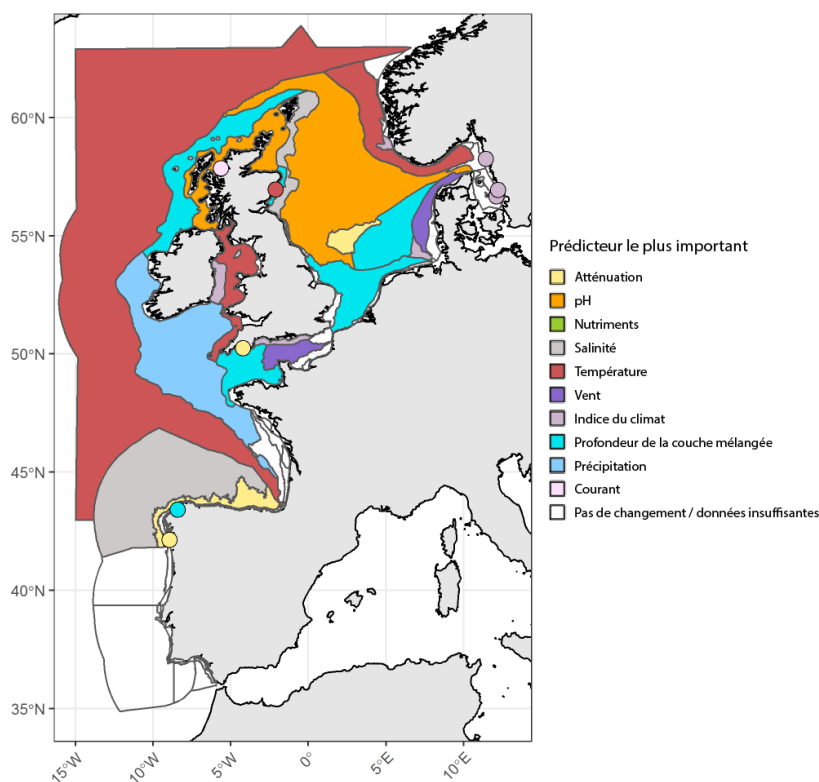 60°N
55°N
50°N
45°N
40°N
35°N
15°W
10°W
5°W
0°
5°E
10°E
Prédicteur le plus important
Atténuation
pH
Nutriments
Salinité
Température
Vent
Indice du climat
Profondeur de la couche mélangée
Précipitation
Courant
Pas de changement / données insuffisantes